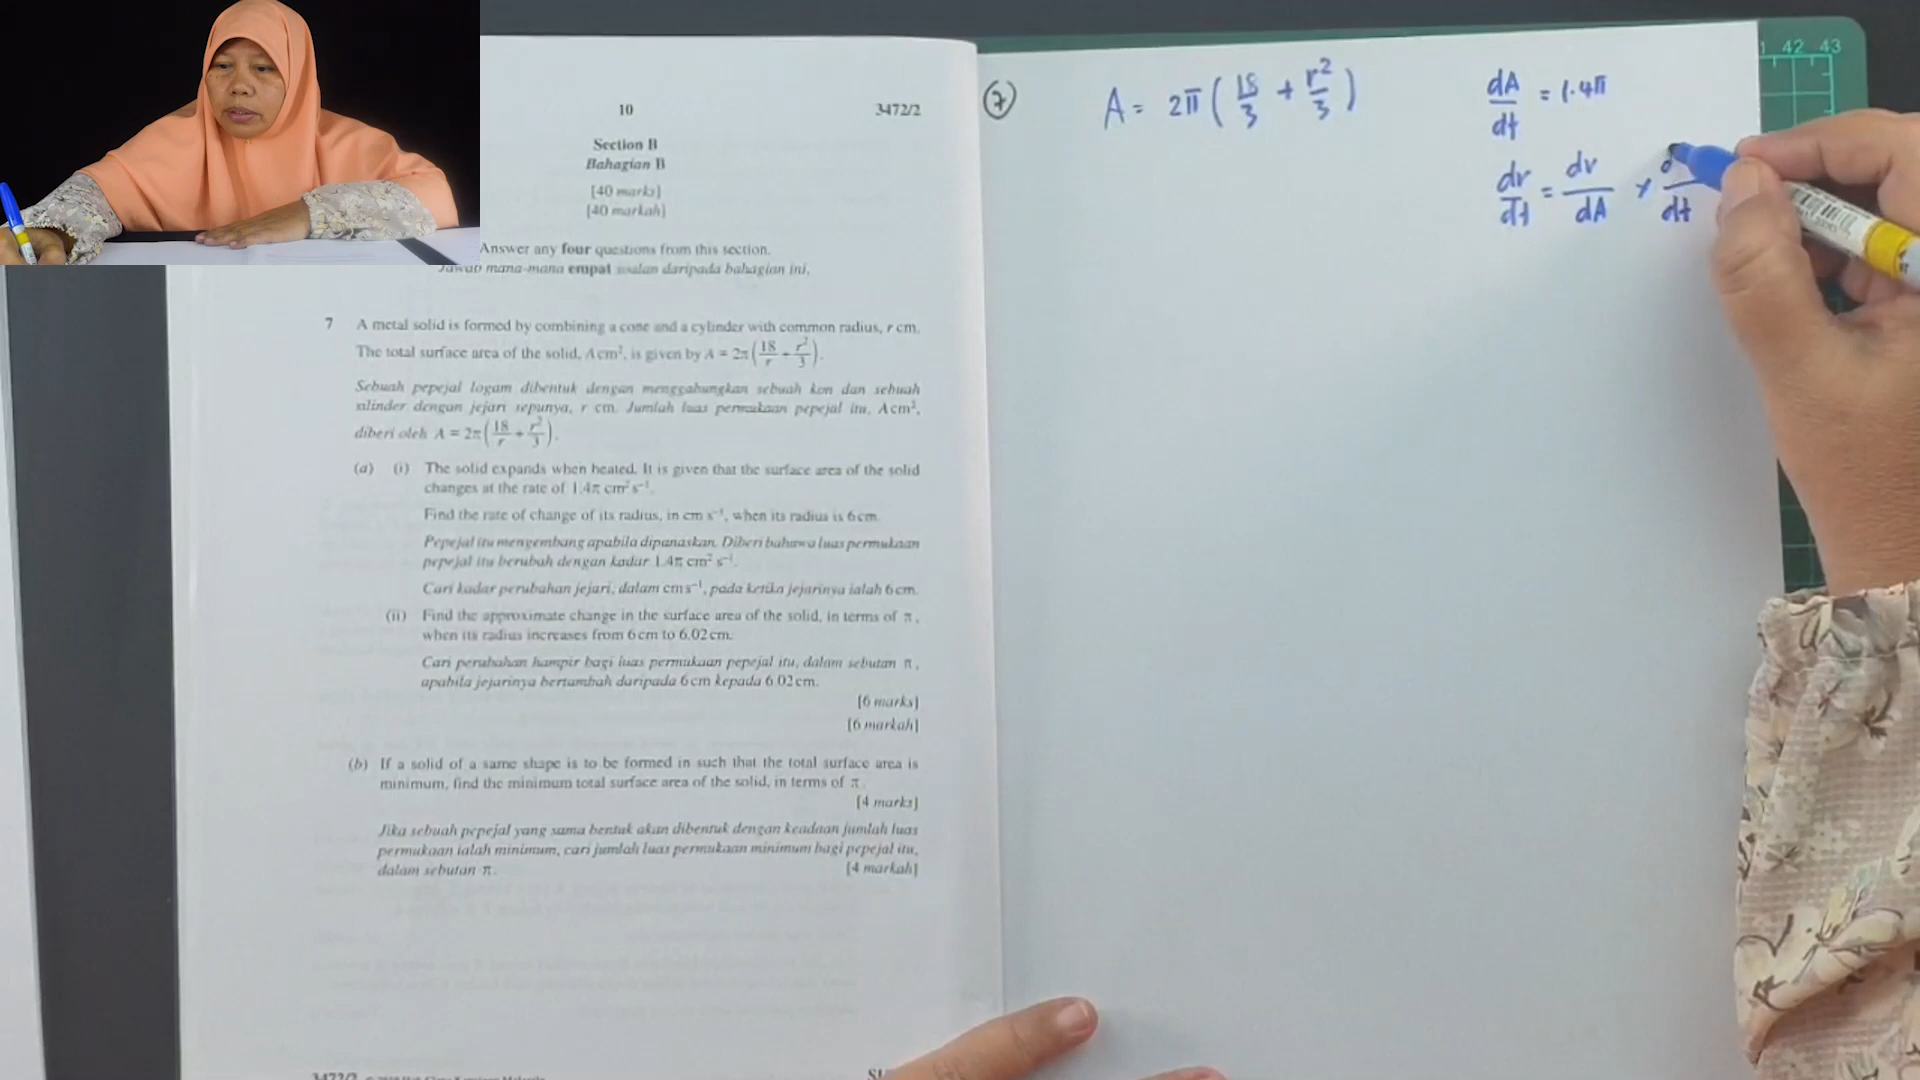 10
3472/2
Section B
Bahagian B
[40 marks]
[40 markah]
Answer any four questions from this section.
Jawab mana-mana empat soalan daripada bahagian ini.
7 A metal solid is formed by combining a cone and a cylinder with common radius, r cm.
The total surface area of the solid, A cm², is given by A = 2π(18/r + r²/3).
Sebuah pepejal logam dibentuk dengan menggabungkan sebuah kon dan sebuah
silinder dengan jejari sepunya, r cm. Jumlah luas permukaan pepejal itu, A cm²,
diberi oleh A = 2π(18/r + r²/3).
(a) (i) The solid expands when heated. It is given that the surface area of the solid
changes at the rate of 1.4π cm² s⁻¹.
Find the rate of change of its radius, in cm s⁻¹, when its radius is 6 cm.
Pepejal itu mengembang apabila dipanaskan. Diberi bahawa luas permukaan
pepejal itu berubah dengan kadar 1.4π cm² s⁻¹.
Cari kadar perubahan jejari, dalam cm s⁻¹, pada ketika jejarinya ialah 6 cm.
(ii) Find the approximate change in the surface area of the solid, in terms of π,
when its radius increases from 6 cm to 6.02 cm.
Cari perubahan hampir bagi luas permukaan pepejal itu, dalam sebutan π,
apabila jejarinya bertambah daripada 6 cm kepada 6.02 cm.
[6 marks]
[6 markah]
(b) If a solid of a same shape is to be formed in such that the total surface area is
minimum, find the minimum total surface area of the solid, in terms of π.
[4 marks]
Jika sebuah pepejal yang sama bentuk akan dibentuk dengan keadaan jumlah luas
permukaan ialah minimum, cari jumlah luas permukaan minimum bagi pepejal itu,
dalam sebutan π. [4 markah]
3472/2
7 A = 2π(18/3 + r²/3)
dA/dt = 1.4π
dr/dt = dr/dA × d/dt
42 43